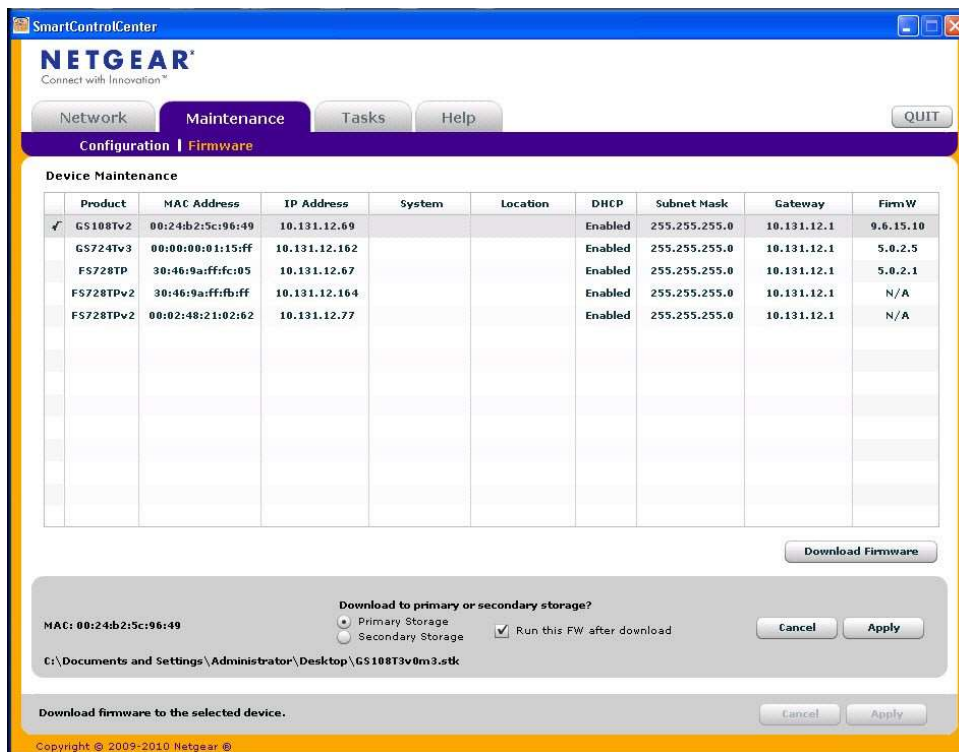 SmartControlCenter
NETGEAR®
Connect with Innovation™
Network Maintenance Tasks Help QUIT
Configuration | Firmware
Device Maintenance
Product MAC Address IP Address System Location DHCP Subnet Mask Gateway FirmW
√ GS108Tv2 00:24:b2:5c:96:49 10.131.12.69 Enabled 255.255.255.0 10.131.12.1 9.6.15.10
GS724Tv3 00:00:00:01:15:ff 10.131.12.162 Enabled 255.255.255.0 10.131.12.1 5.0.2.5
FS728TP 30:46:9a:ff:fc:05 10.131.12.67 Enabled 255.255.255.0 10.131.12.1 5.0.2.1
FS728TPv2 30:46:9a:ff:fb:ff 10.131.12.164 Enabled 255.255.255.0 10.131.12.1 N/A
FS728TPv2 00:02:48:21:02:62 10.131.12.77 Enabled 255.255.255.0 10.131.12.1 N/A
Download Firmware
Download to primary or secondary storage?
MAC: 00:24:b2:5c:96:49
Primary Storage
Secondary Storage
Run this FW after download
Cancel Apply
C:\Documents and Settings\Administrator\Desktop\GS108T3v0m3.stk
Download firmware to the selected device.
Cancel Apply
Copyright © 2009-2010 Netgear ®